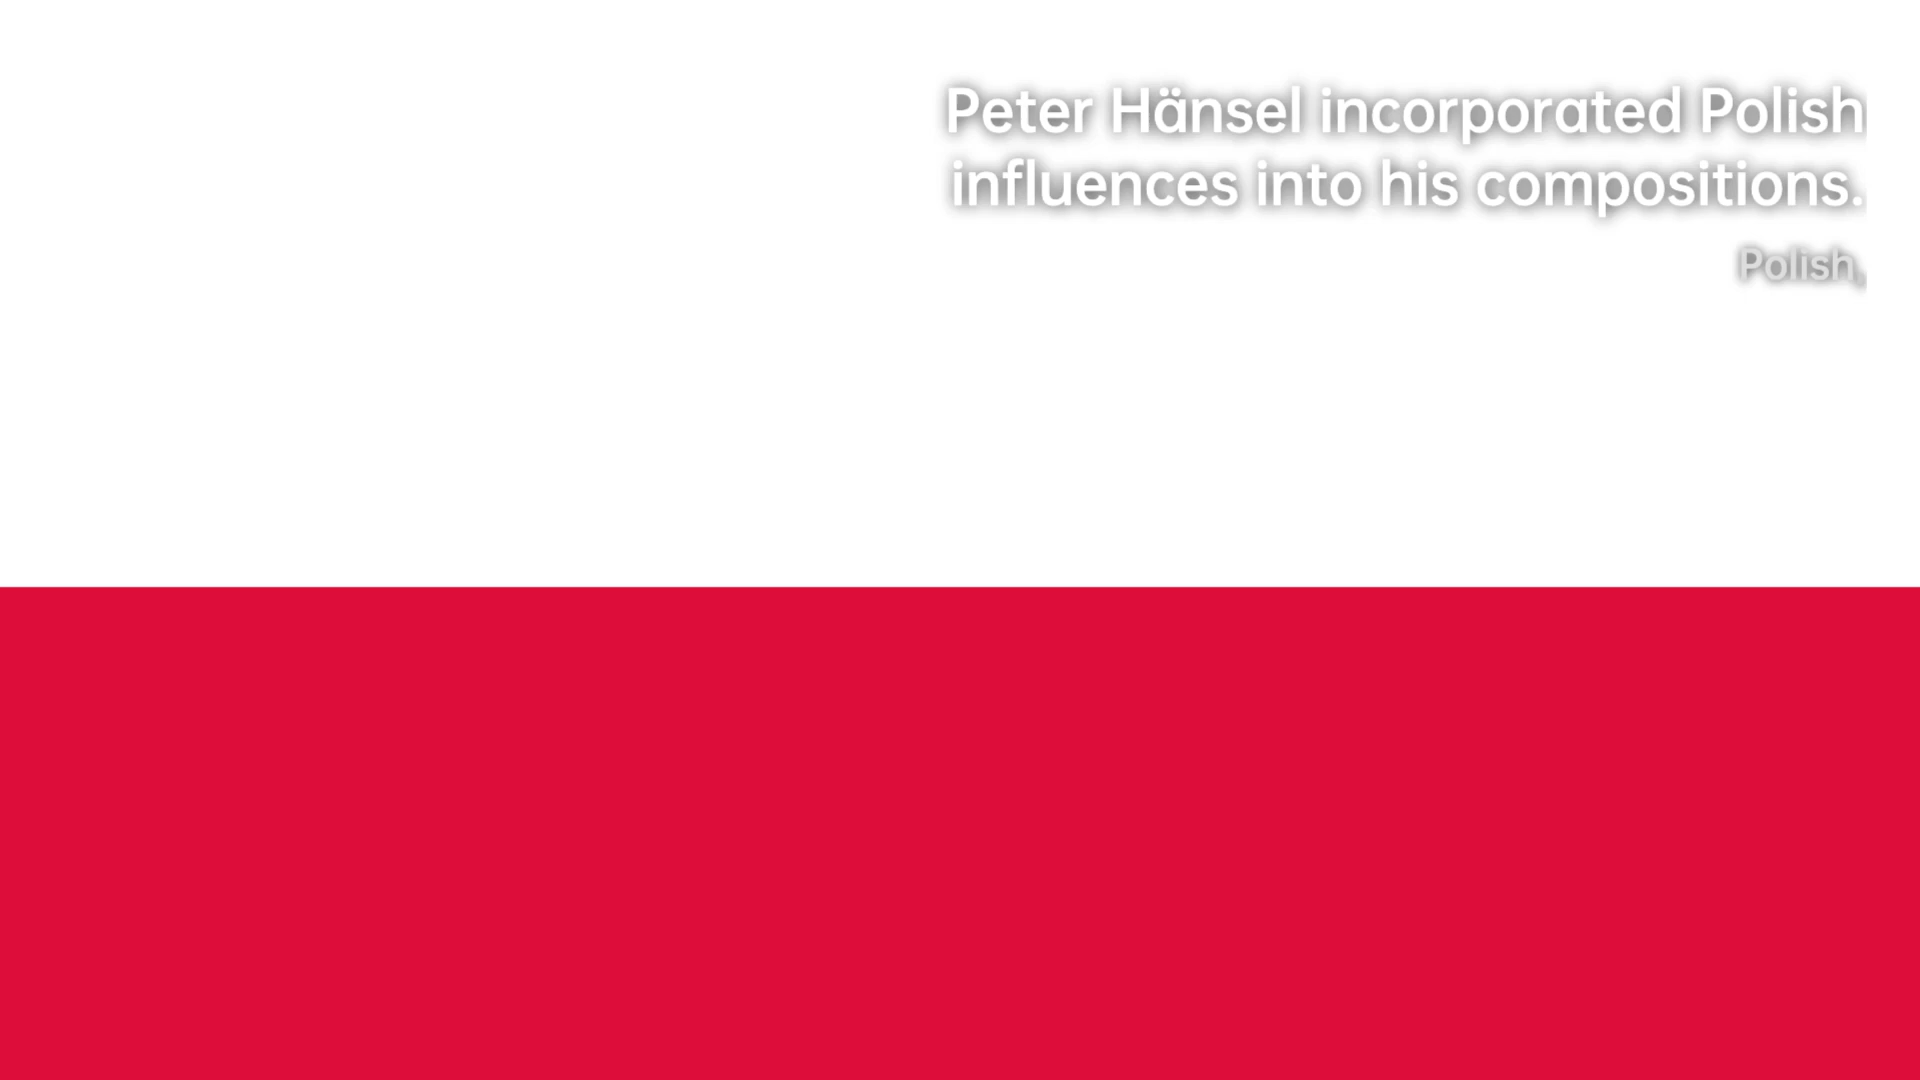 Peter Hänsel incorporated Polish
influences into his compositions.
Polish,